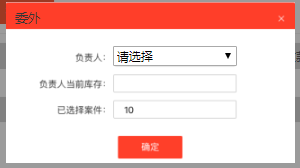 委外 ×
负责人： 请选择 ▼
负责人当前库存：
已选择案件： 10
确定